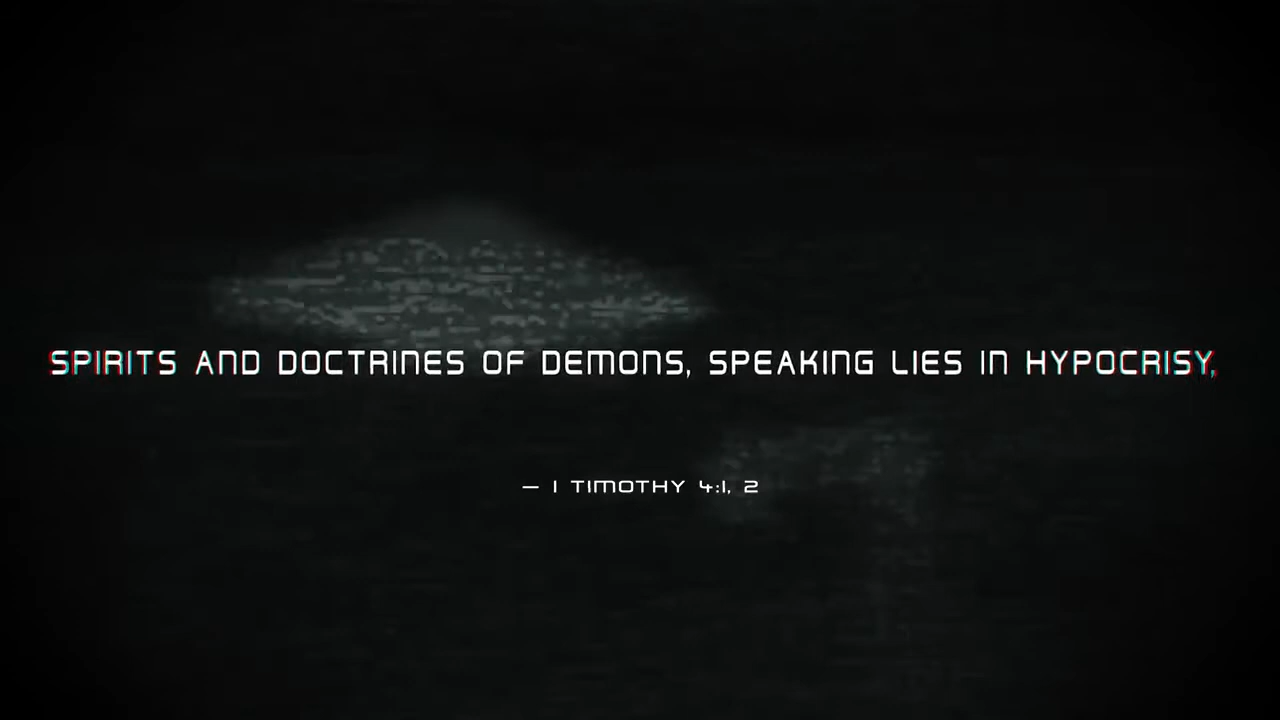 SPIRITS AND DOCTRINES OF DEMONS, SPEAKING LIES IN HYPOCRISY,
— 1 TIMOTHY 4:1, 2